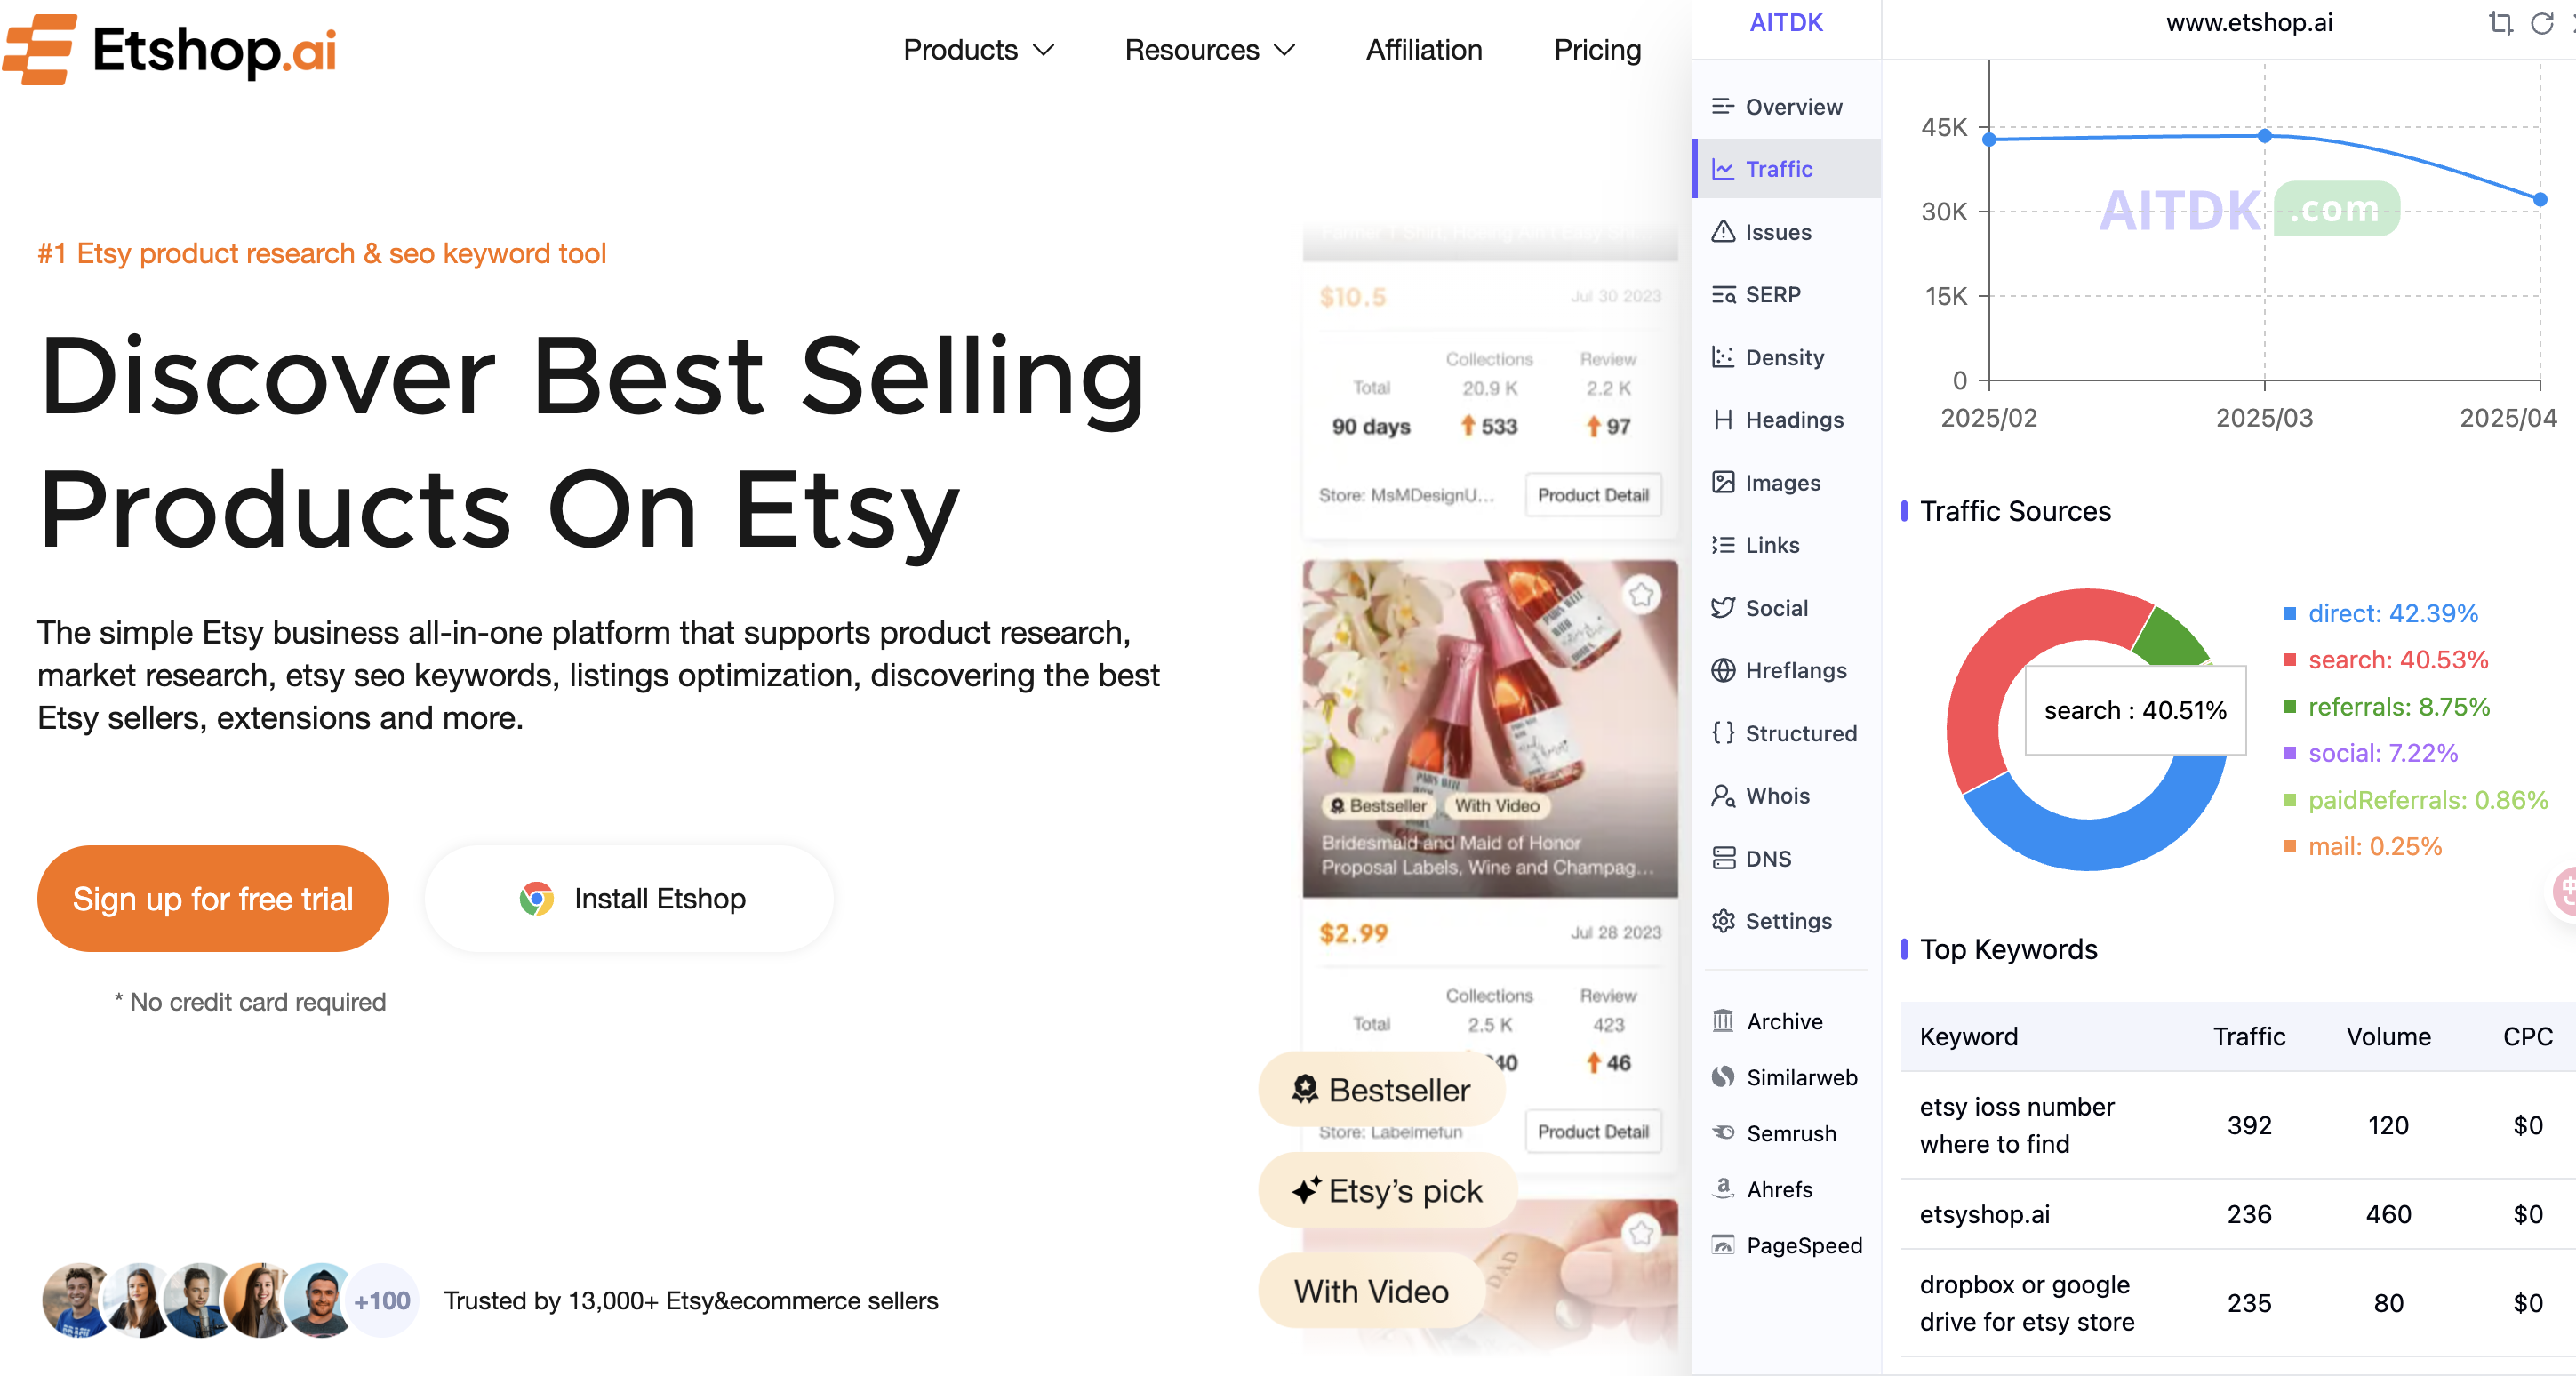 Etshop.ai
Products
Resources
Affiliation
Pricing
#1 Etsy product research & seo keyword tool
Discover Best Selling
Products On Etsy
The simple Etsy business all-in-one platform that supports product research,
market research, etsy seo keywords, listings optimization, discovering the best
Etsy sellers, extensions and more.
Sign up for free trial
Install Etshop
* No credit card required
+100
Trusted by 13,000+ Etsy&ecommerce sellers
$10.5
Jul 30 2023
Collections
Review
Total
20.9 K
2.2 K
90 days
533
97
Store: MsMDesignU...
Product Detail
Bestseller
With Video
Bridesmaid and Maid of Honor
Proposal Labels, Wine and Champag...
$2.99
Jul 28 2023
Collections
Review
Total
2.5 K
423
46
Bestseller
Store: Labelmefun
Product Detail
Etsy's pick
With Video
DAD
AITDK
www.etshop.ai
Overview
Traffic
Issues
SERP
Density
Headings
Images
Links
Social
Hreflangs
Structured
Whois
DNS
Settings
Archive
Similarweb
Semrush
Ahrefs
PageSpeed
45K
30K
15K
0
2025/02
2025/03
2025/04
AITDK .com
Traffic Sources
direct: 42.39%
search: 40.53%
referrals: 8.75%
social: 7.22%
paidReferrals: 0.86%
mail: 0.25%
search : 40.51%
Top Keywords
Keyword Traffic Volume CPC
etsy ioss number
where to find
392 120 $0
etsyshop.ai 236 460 $0
dropbox or google
drive for etsy store
235 80 $0